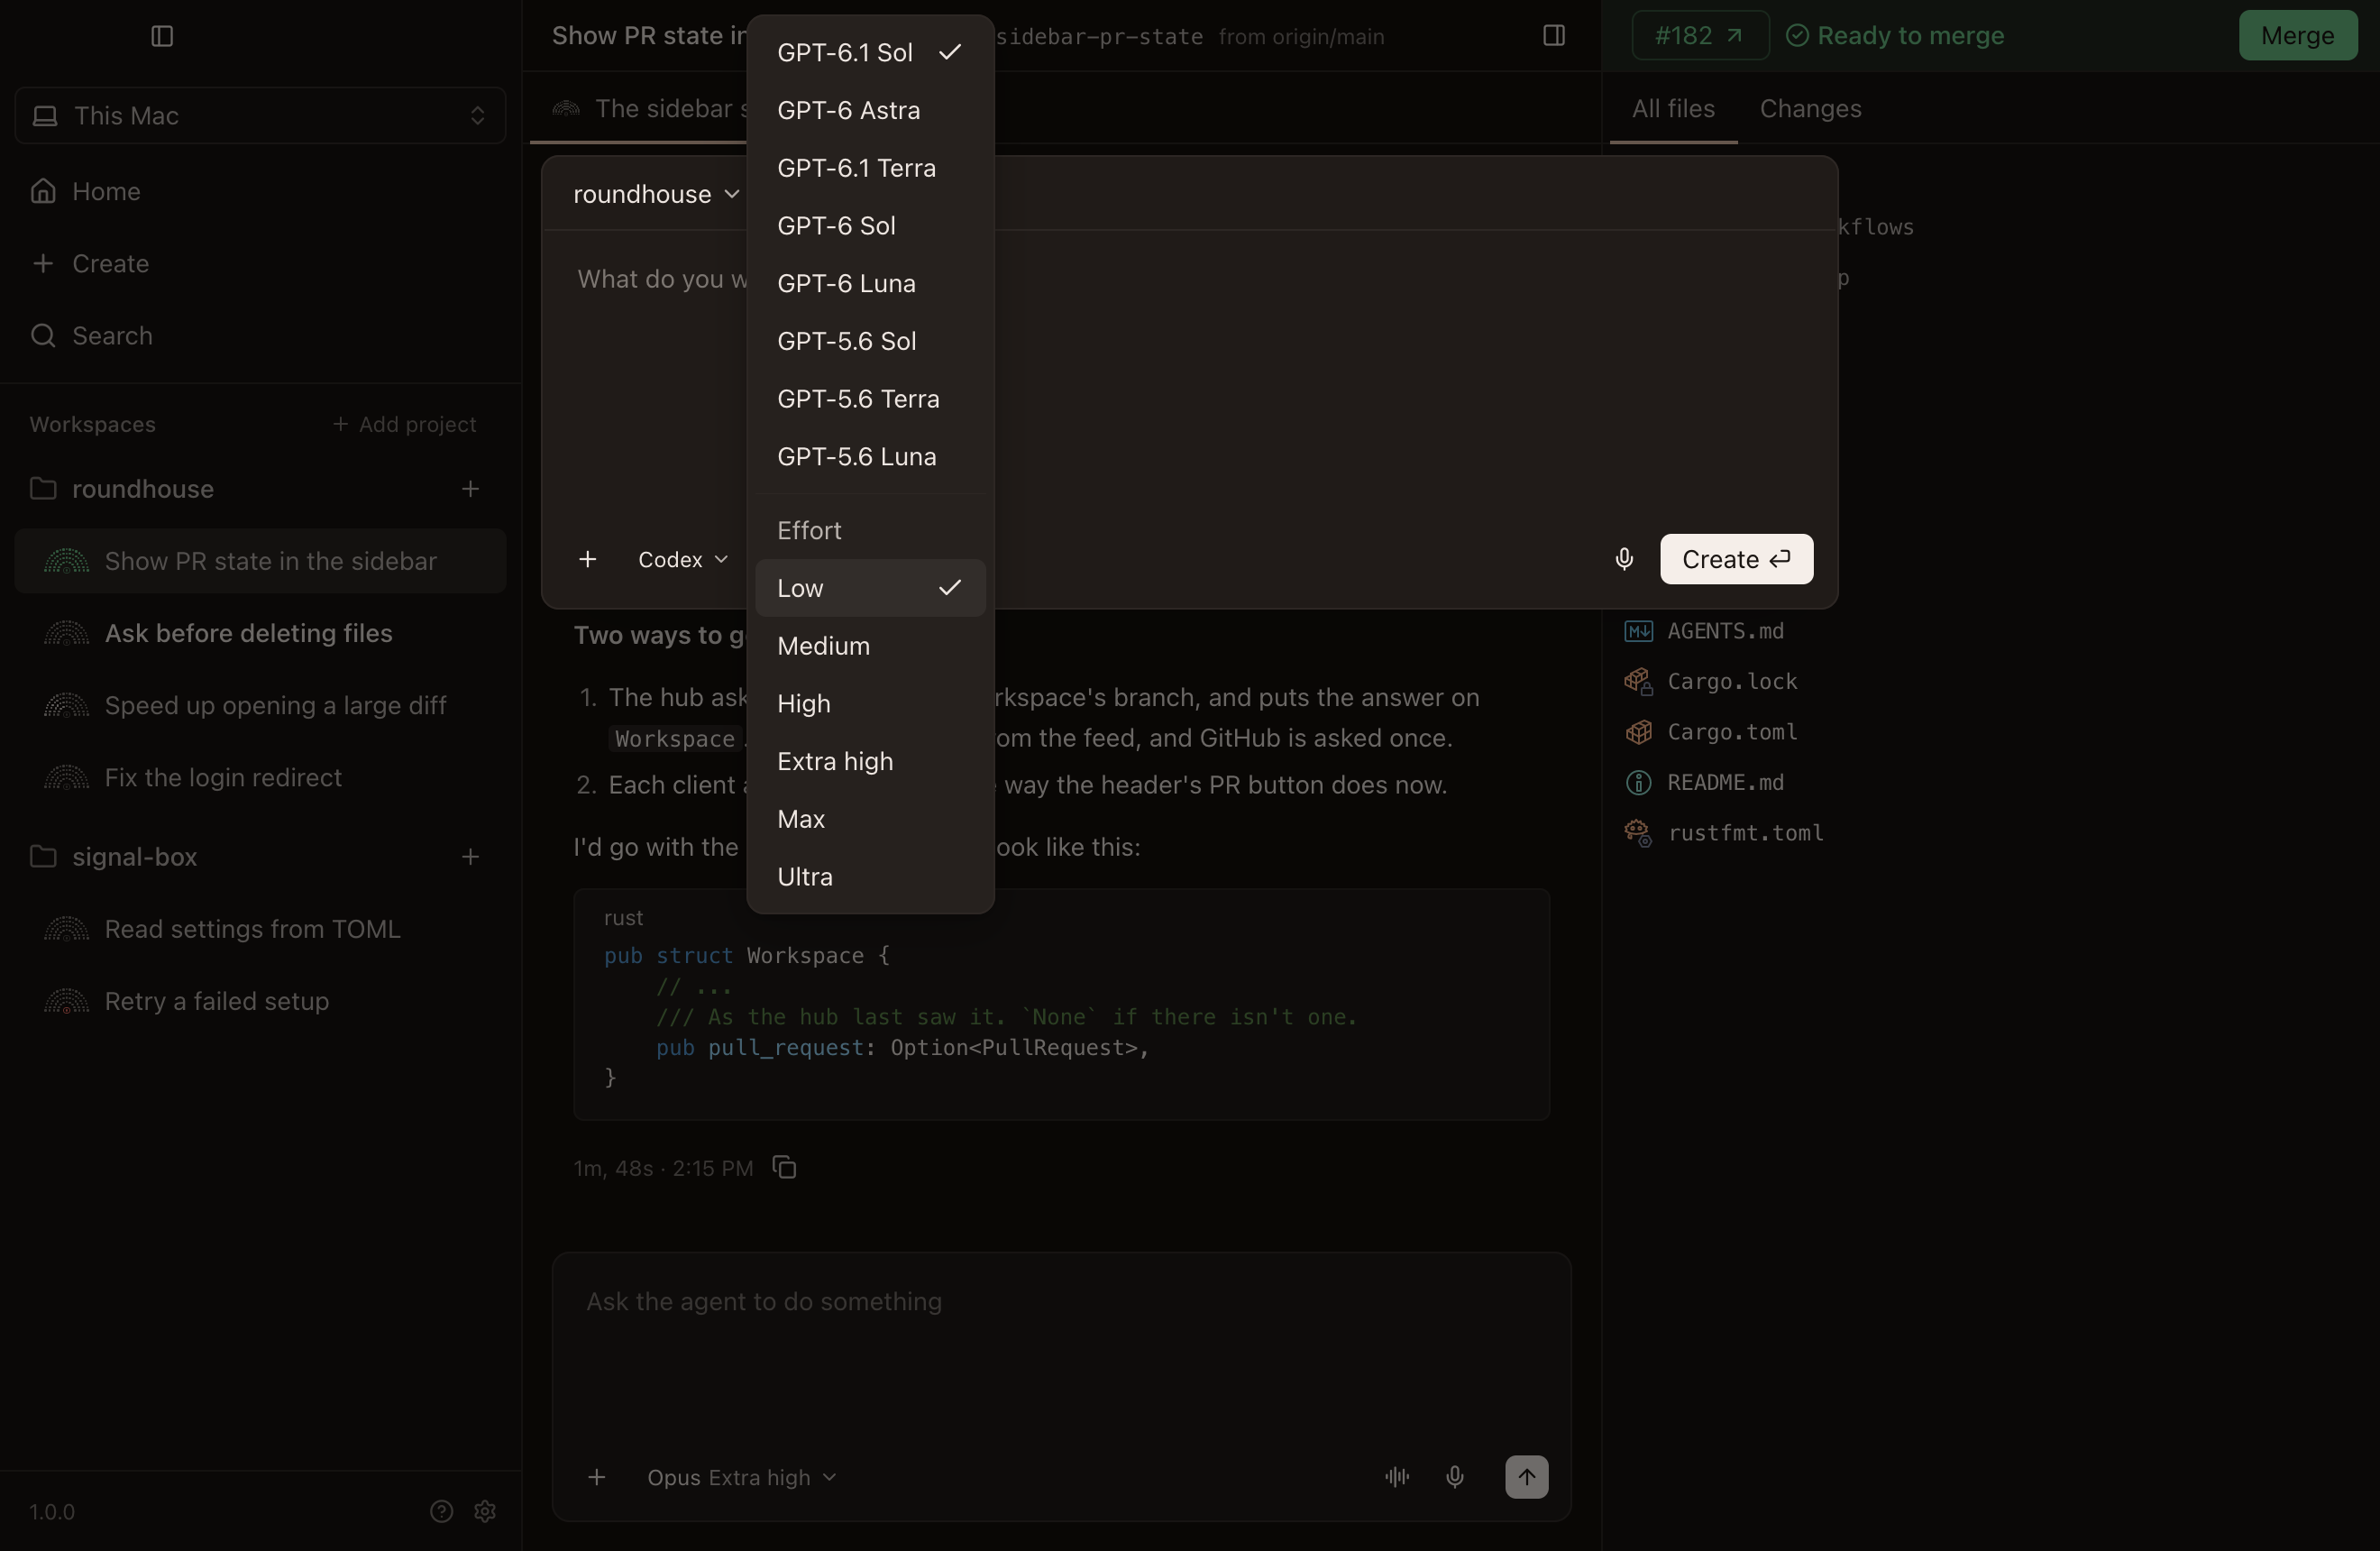 This Mac
Home
Create
Search
Workspaces
+ Add project
roundhouse
Show PR state in the sidebar
Ask before deleting files
Speed up opening a large diff
Fix the login redirect
signal-box
Read settings from TOML
Retry a failed setup
1.0.0
Show PR state in
sidebar-pr-state from origin/main
The sidebar
roundhouse
What do you
Codex
Create
GPT-6.1 Sol
GPT-6 Astra
GPT-6.1 Terra
GPT-6 Sol
GPT-6 Luna
GPT-5.6 Sol
GPT-5.6 Terra
GPT-5.6 Luna
Effort
Low
Medium
High
Extra high
Max
Ultra
Two ways to
1. The hub
rkspace's branch, and puts the answer on
Workspace.
om the feed, and GitHub is asked once.
2. Each client
way the header's PR button does now.
I'd go with the
ook like this:
rust
pub struct Workspace {
// ...
/// As the hub last saw it. `None` if there isn't one.
pub pull_request: Option<PullRequest>,
}
1m, 48s · 2:15 PM
Ask the agent to do something
Opus Extra high
#182
Ready to merge
Merge
All files
Changes
kflows
p
AGENTS.md
Cargo.lock
Cargo.toml
README.md
rustfmt.toml